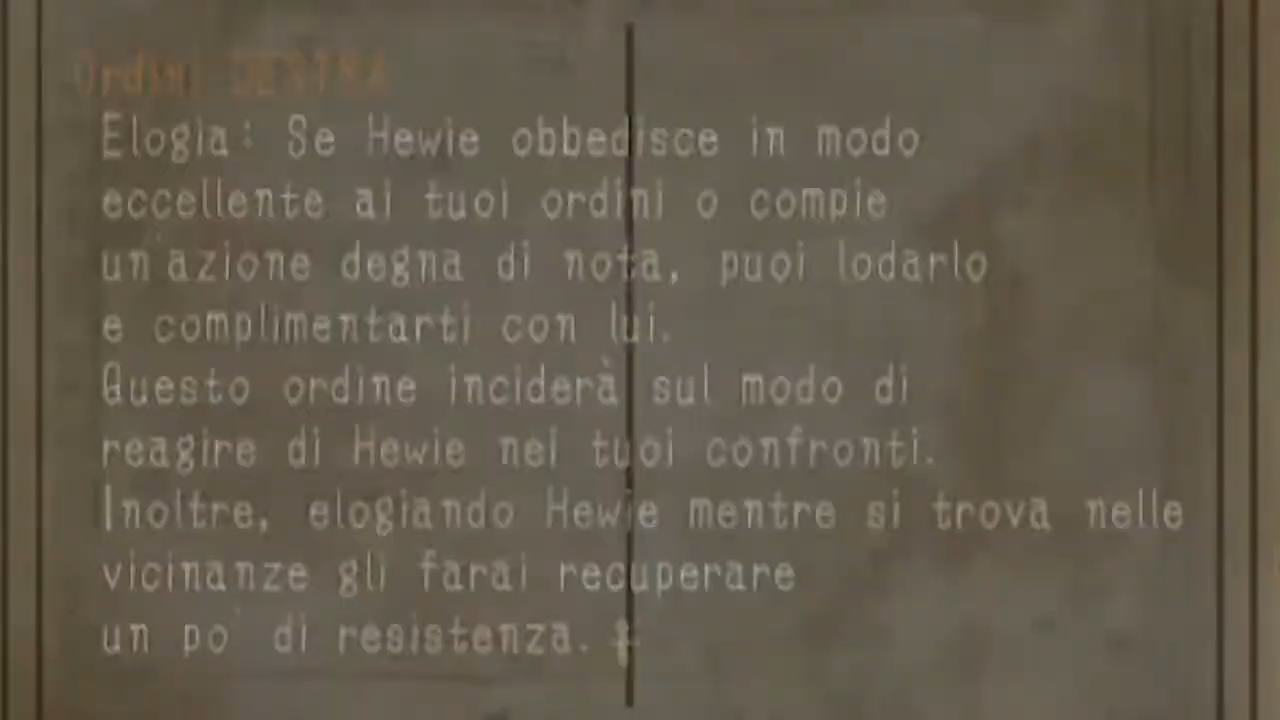 Ordini DESTRA
Elogia: Se Hewie obbedisce in modo
eccellente ai tuoi ordini o compie
un'azione degna di nota, puoi lodarlo
e complimentarti con lui.
Questo ordine inciderà sul modo di
reagire di Hewie nei tuoi confronti.
Inoltre, elogiando Hewie mentre si trova nelle
vicinanze gli farai recuperare
un po' di resistenza.